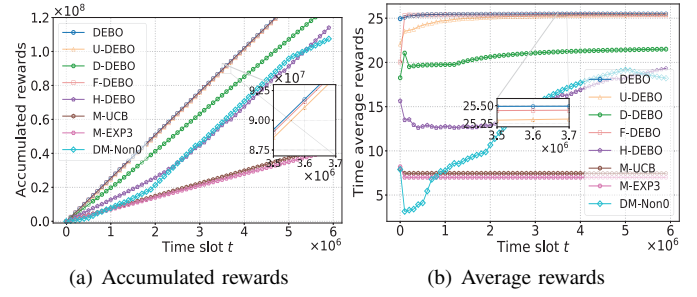 ×10⁸
1.2
1.0
0.8
0.6
0.4
0.2
0.0
Accumulated rewards
DEBO
U-DEBO
D-DEBO
F-DEBO
H-DEBO
M-UCB
M-EXP3
DM-Non0
×10⁷
9.25
9.00
8.75
3.5 3.6 3.7
×10⁶
0 1 2 3 4 5 6
Time slot t
×10⁶
(a) Accumulated rewards
25
20
15
10
5
Time average rewards
25.50
25.25
3.5 3.6 3.7
×10⁶
DEBO
U-DEBO
D-DEBO
F-DEBO
H-DEBO
M-UCB
M-EXP3
DM-Non0
0 1 2 3 4 5 6
Time slot t
×10⁶
(b) Average rewards